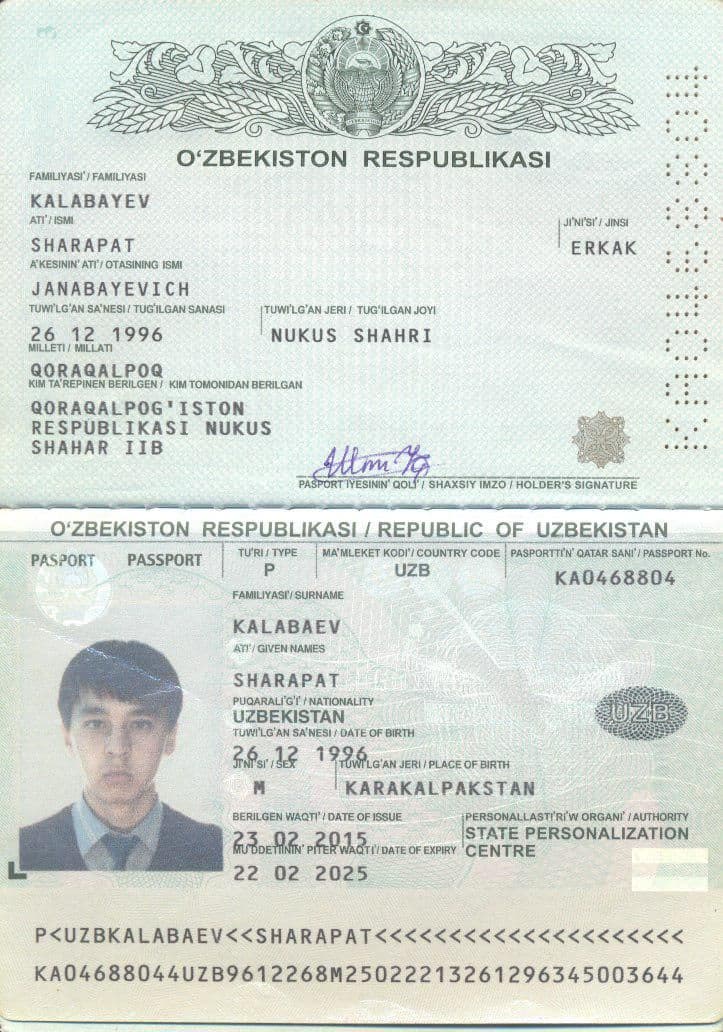 O'ZBEKISTON RESPUBLIKASI
FAMILIYASI'/ FAMILIYASI
KALABAYEV
ATI'/ ISMI
JI'NI'SI'/ JINSI
SHARAPAT
ERKAK
A'KESININ' ATI'/ OTASINING ISMI
JANABAYEVICH
TUWI'LG'AN SA'NESI / TUG'ILGAN SANASI
TUWI'LG'AN JERI / TUG'ILGAN JOYI
26 12 1996
NUKUS SHAHRI
MILLETI / MILLATI
QORAQALPOQ
KIM TA'REPINEN BERILGEN / KIM TOMONIDAN BERILGAN
QORAQALPOG'ISTON
RESPUBLIKASI NUKUS
SHAHAR IIB
PASPORT IYESININ' QOLI'/ SHAXSIY IMZO / HOLDER'S SIGNATURE
KA0468804
O'ZBEKISTON RESPUBLIKASI / REPUBLIC OF UZBEKISTAN
PASPORT PASSPORT
TU'RI / TYPE
MA'MLEKET KODI'/ COUNTRY CODE
PASPORTTI'N' QATAR SANI'/ PASSPORT No.
P
UZB
KA0468804
FAMILIYASI'/ SURNAME
KALABAEV
ATI'/ GIVEN NAMES
SHARAPAT
PUQARALI'G'I'/ NATIONALITY
UZBEKISTAN
UZB
TUWI'LG'AN SA'NESI / DATE OF BIRTH
26 12 1996
JI'NI'SI'/ SEX
TUWI'LG'AN JERI / PLACE OF BIRTH
M
KARAKALPAKSTAN
BERILGEN WAQTI'/ DATE OF ISSUE
PERSONALLASTI'RI'W ORGANI'/ AUTHORITY
23 02 2015
STATE PERSONALIZATION
CENTRE
MU'DDETININ' PITER WAQTI'/ DATE OF EXPIRY
22 02 2025
P<UZBKALABAEV<<SHARAPAT<<<<<<<<<<<<<<<<<<<<<
KA04688044UZB9612268M25022213261296345003644